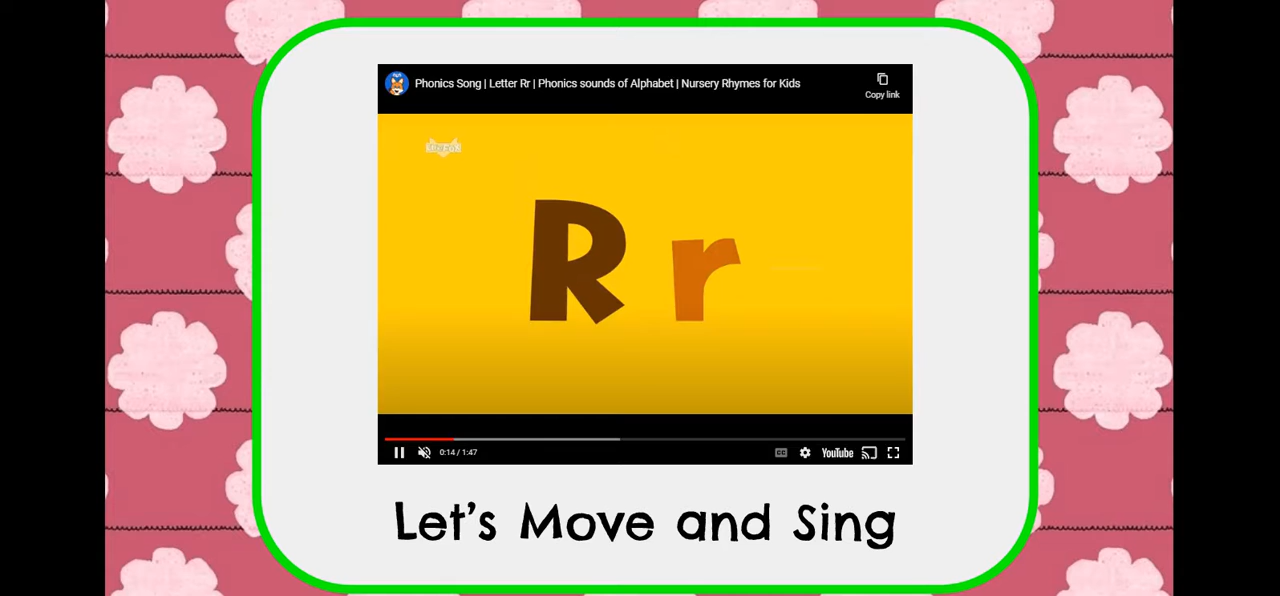 Phonics Song | Letter Rr | Phonics sounds of Alphabet | Nursery Rhymes for Kids
Copy link
R r
0:14 / 1:47
CC
YouTube
Let's Move and Sing